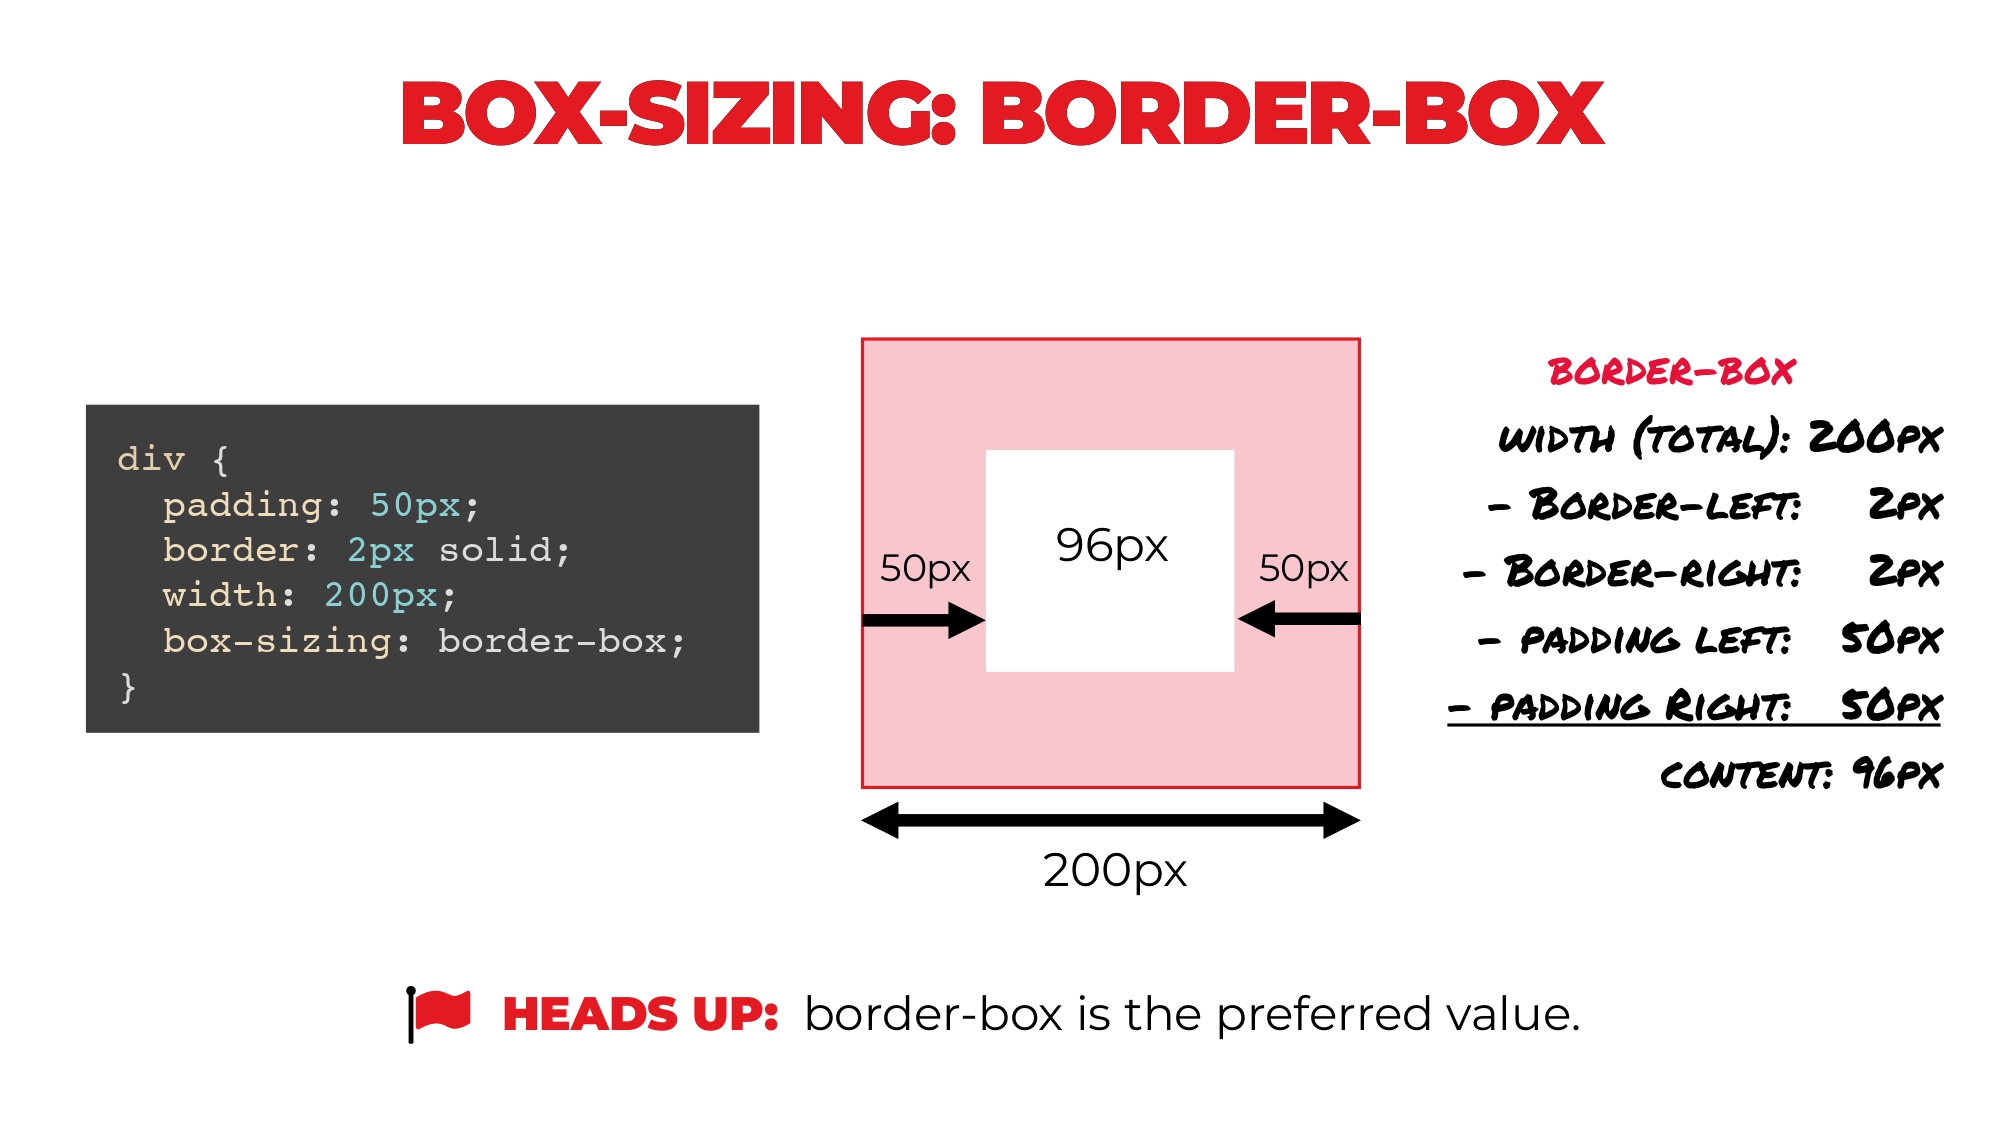 BOX-SIZING: BORDER-BOX
div {
  padding: 50px;
  border: 2px solid;
  width: 200px;
  box-sizing: border-box;
}
50px
96px
50px
200px
BORDER-BOX
WIDTH (TOTAL): 200PX
- BORDER-LEFT: 2PX
- BORDER-RIGHT: 2PX
- PADDING LEFT: 50PX
- PADDING RIGHT: 50PX
CONTENT: 96PX
HEADS UP: border-box is the preferred value.